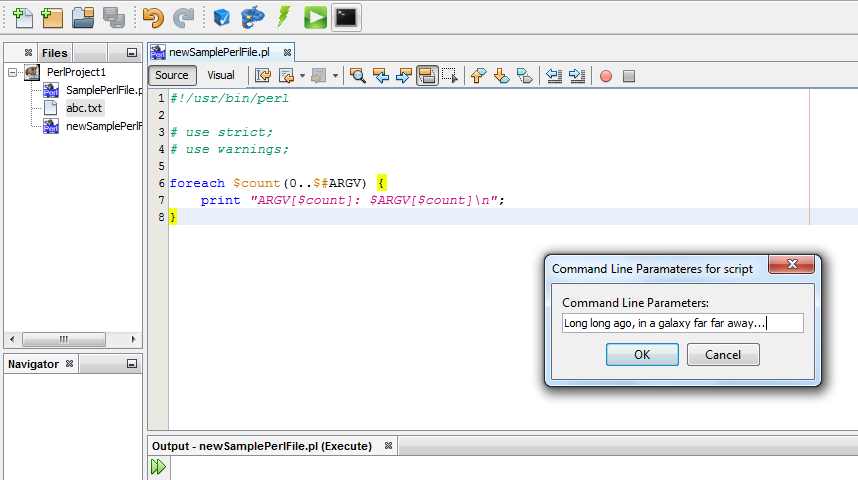 Files
newSamplePerlFile.pl
PerlProject1
SamplePerlFile.p
abc.txt
newSamplePerlF
Source Visual
1 #!/usr/bin/perl
2
3 # use strict;
4 # use warnings;
5
6 foreach $count(0..$#ARGV) {
7 print "ARGV[$count]: $ARGV[$count]\n";
8 }
Command Line Paramateres for script
Command Line Parameters:
Long long ago, in a galaxy far far away...
OK Cancel
Navigator
Output - newSamplePerlFile.pl (Execute)